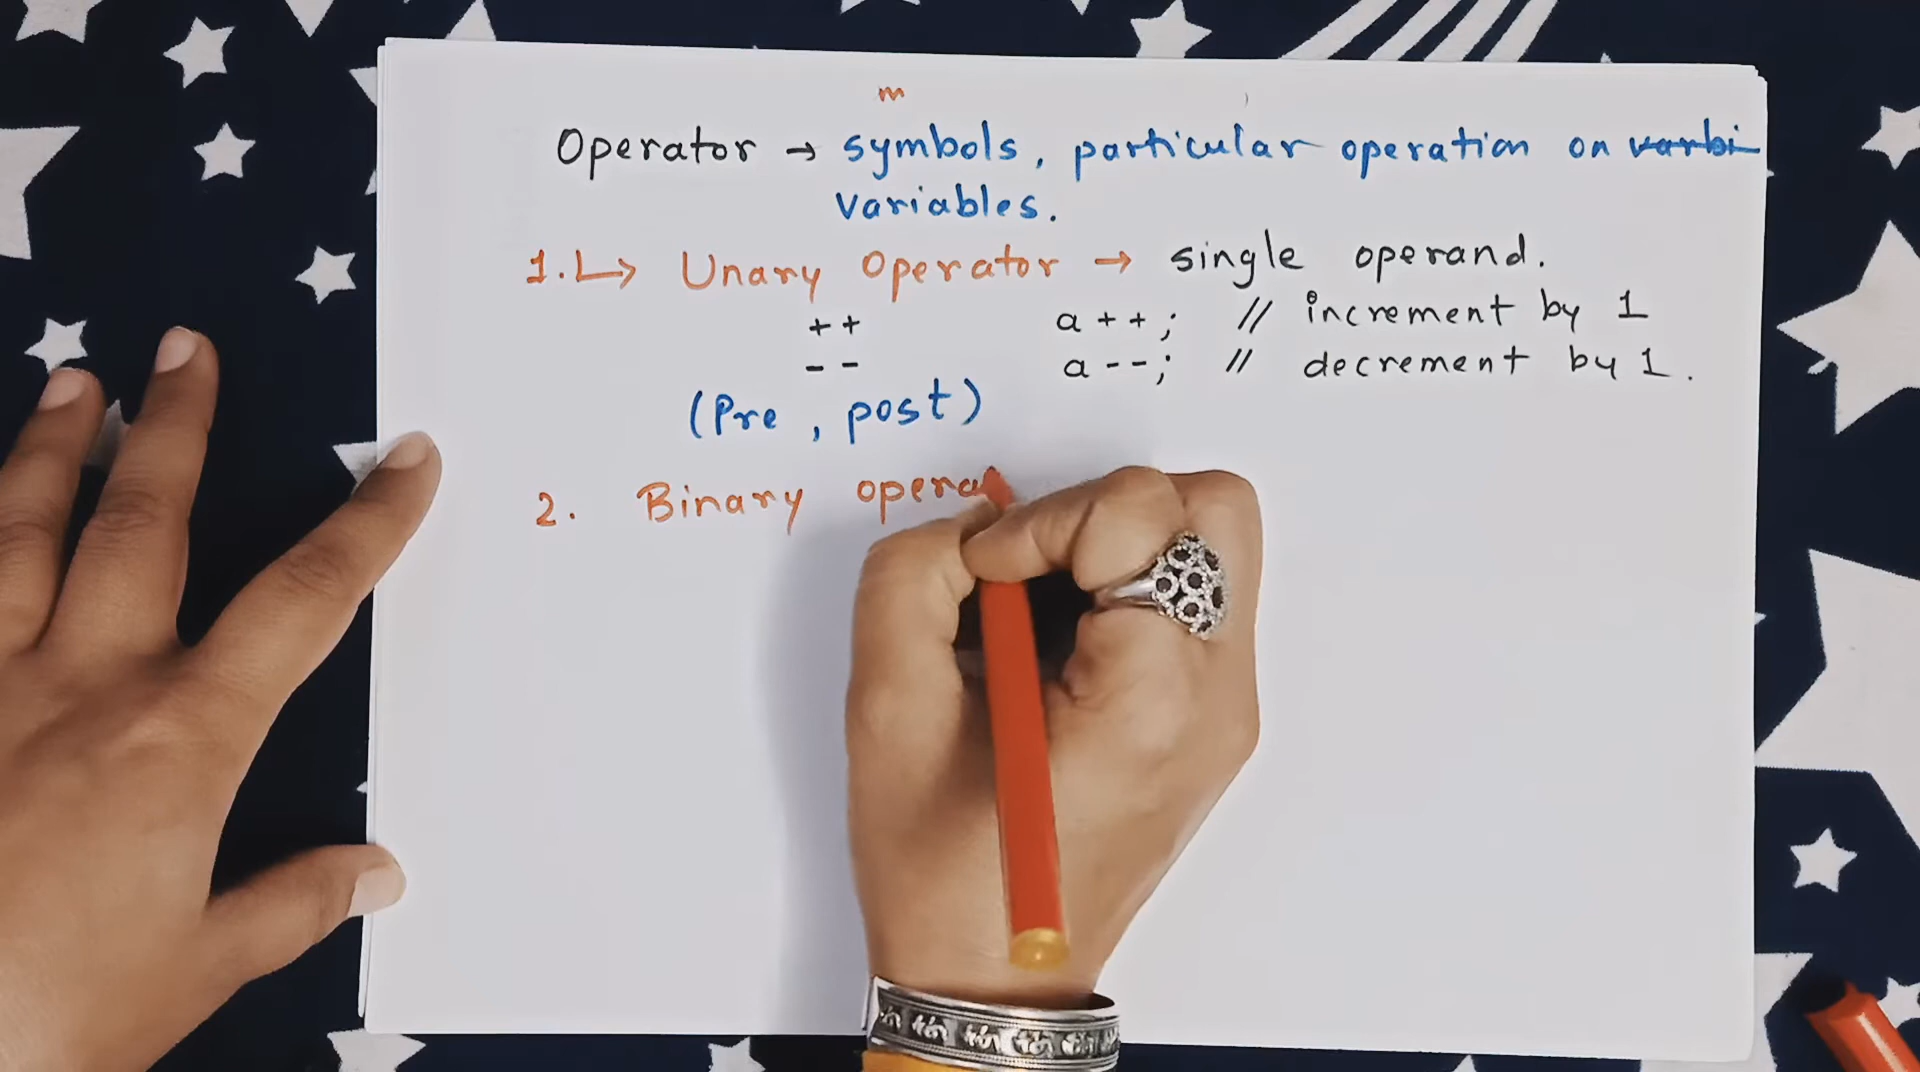 m
Operator → symbols, particular operation on varbi
variables.
1. ↳ Unary Operator → single operand.
++ a++; // increment by 1
-- a--; // decrement by 1.
(Pre, post)
2. Binary opera